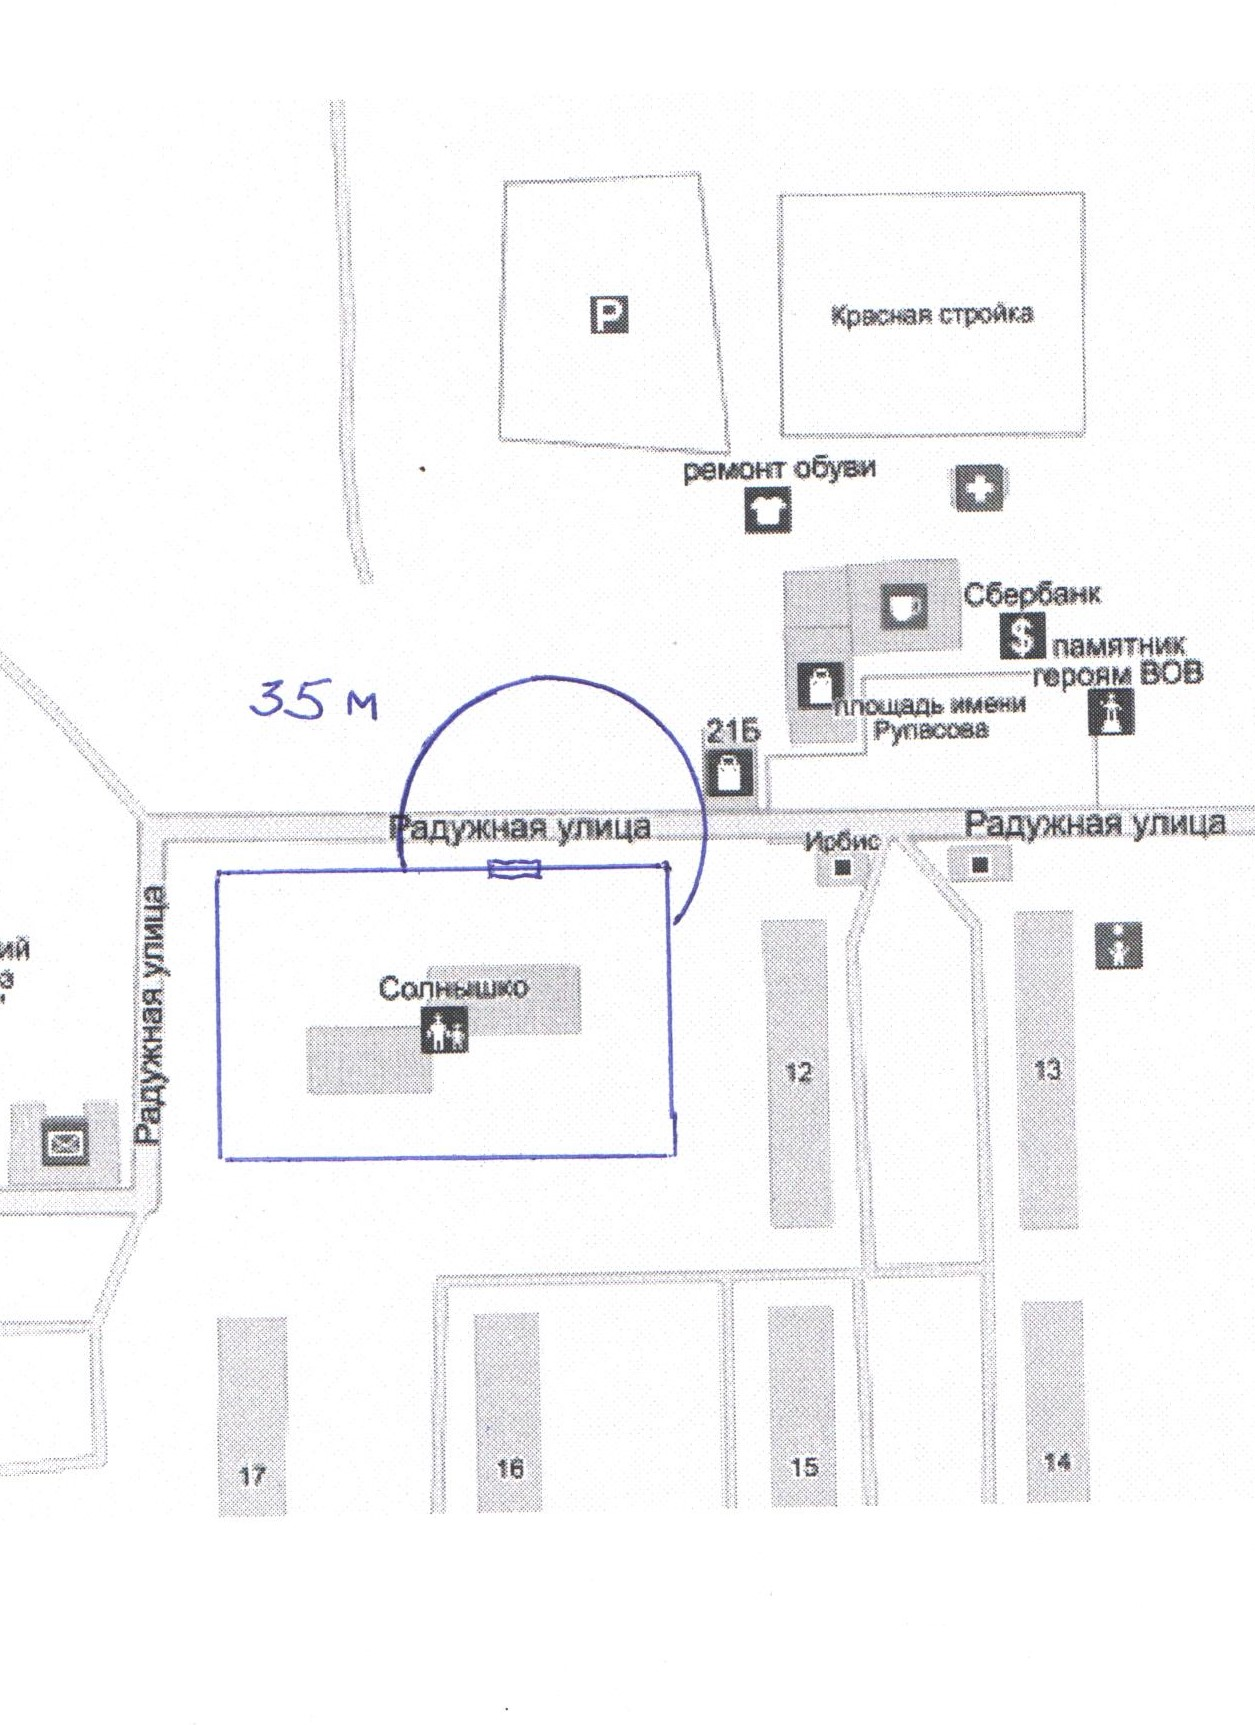 P
Красная стройка
ремонт обуви
Сбербанк
$
памятник
героям ВОВ
35 м
площадь имени
Рупасова
21Б
Радужная улица
Радужная улица
Ирбис
Радужная улица
ий
а
"
Солнышко
12
13
17
16
15
14